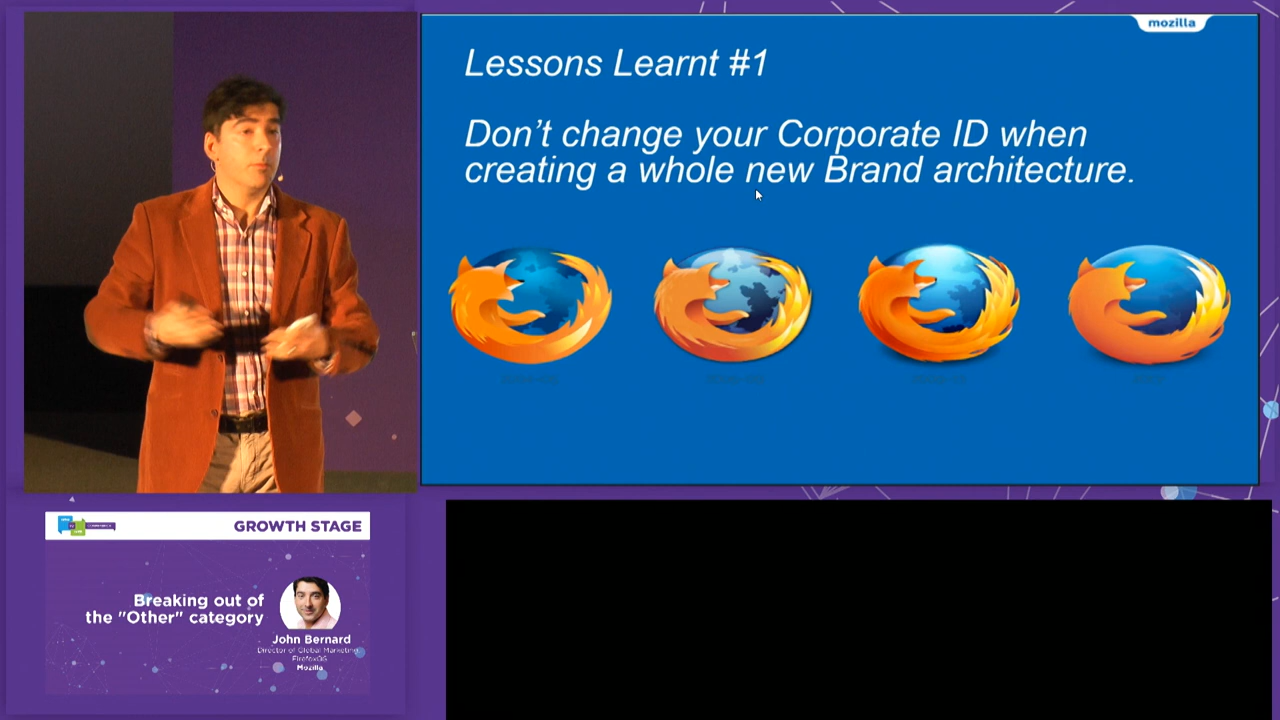 mozilla
Lessons Learnt #1
Don't change your Corporate ID when
creating a whole new Brand architecture.
GROWTH STAGE
Breaking out of
the "Other" category
John Bernard
Director of Global Marketing
FirefoxOS
Mozilla